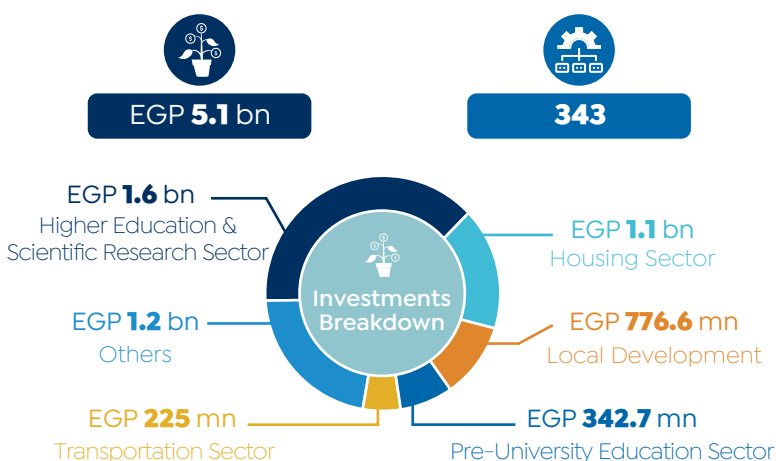 EGP 5.1 bn
343
EGP 1.6 bn
Higher Education &
Scientific Research Sector
EGP 1.1 bn
Housing Sector
Investments
Breakdown
EGP 1.2 bn
Others
EGP 776.6 mn
Local Development
EGP 225 mn
Transportation Sector
EGP 342.7 mn
Pre-University Education Sector